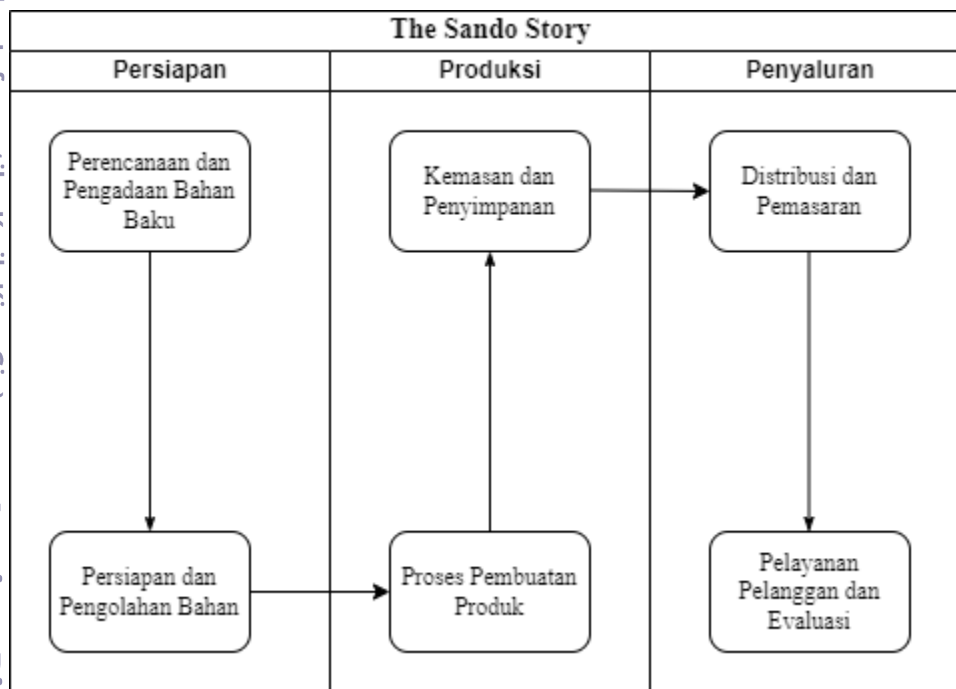 The Sando Story
Persiapan
Produksi
Penyaluran
Perencanaan dan
Pengadaan Bahan
Baku
Persiapan dan
Pengolahan Bahan
Proses Pembuatan
Produk
Kemasan dan
Penyimpanan
Distribusi dan
Pemasaran
Pelayanan
Pelanggan dan
Evaluasi